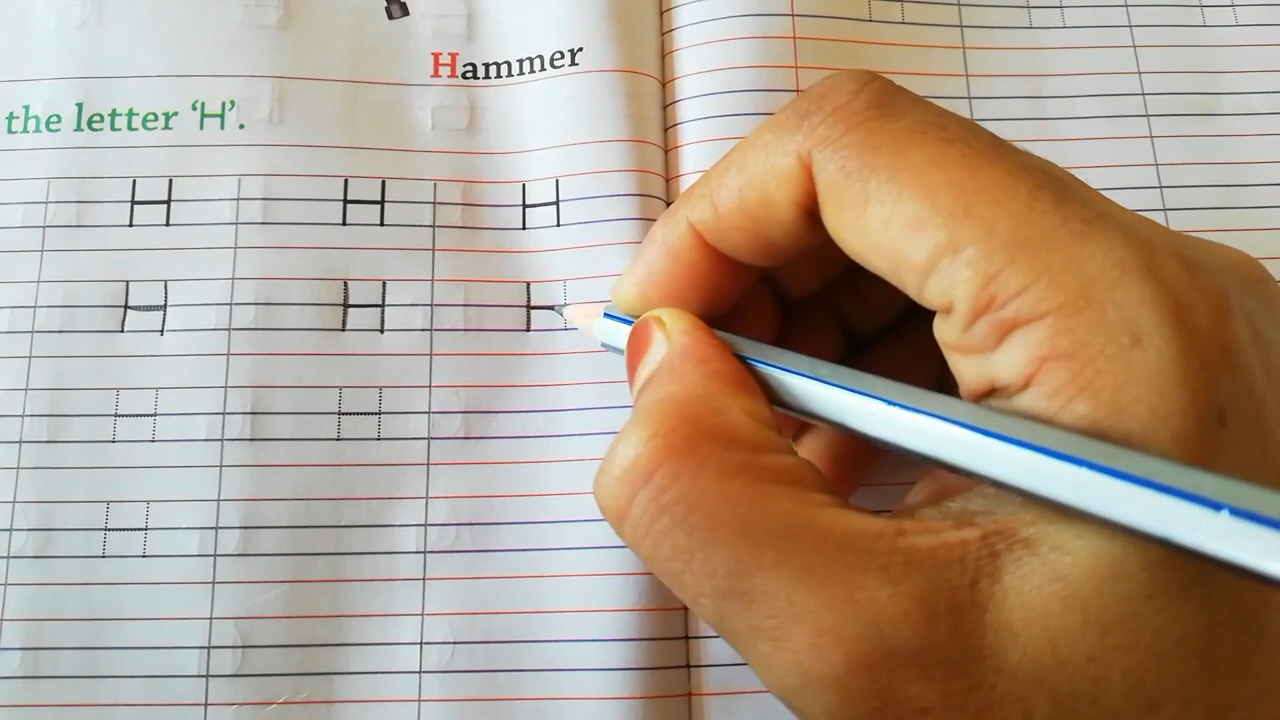 Hammer
the letter ‘H’.
H H H
H H H
H H
H